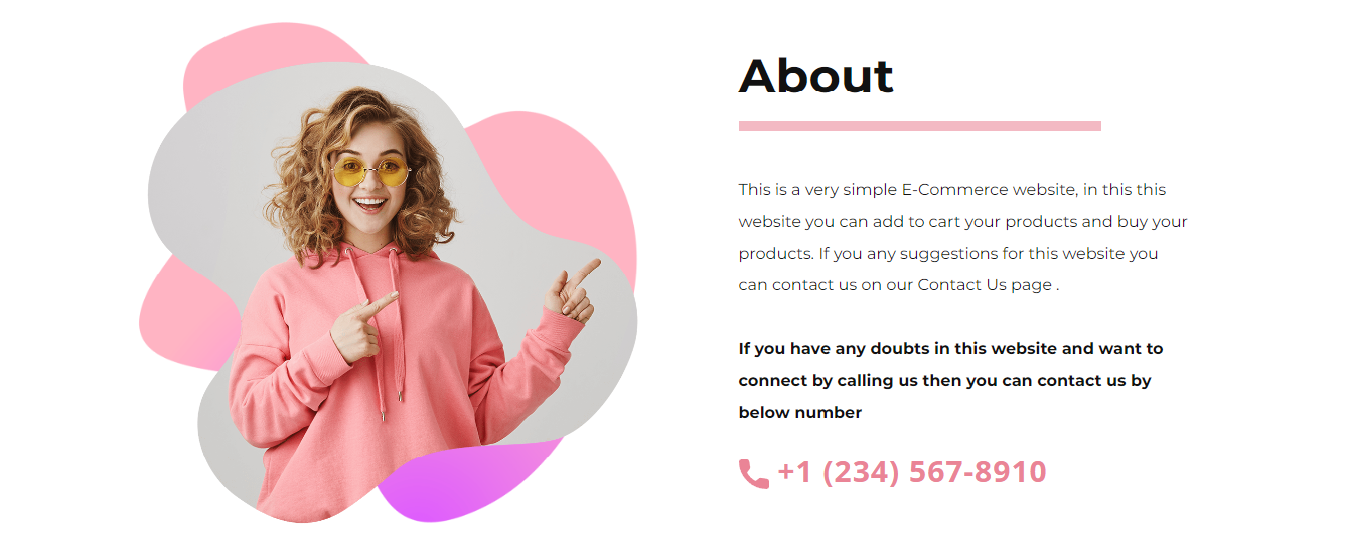 About
This is a very simple E-Commerce website, in this this
website you can add to cart your products and buy your
products. If you any suggestions for this website you
can contact us on our Contact Us page .
If you have any doubts in this website and want to
connect by calling us then you can contact us by
below number
+1 (234) 567-8910